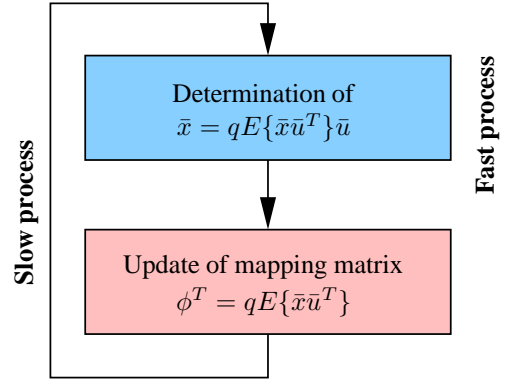 Slow process
Determination of
x̄ = qE{x̄ūᵀ}ū
Fast process
Update of mapping matrix
ϕᵀ = qE{x̄ūᵀ}